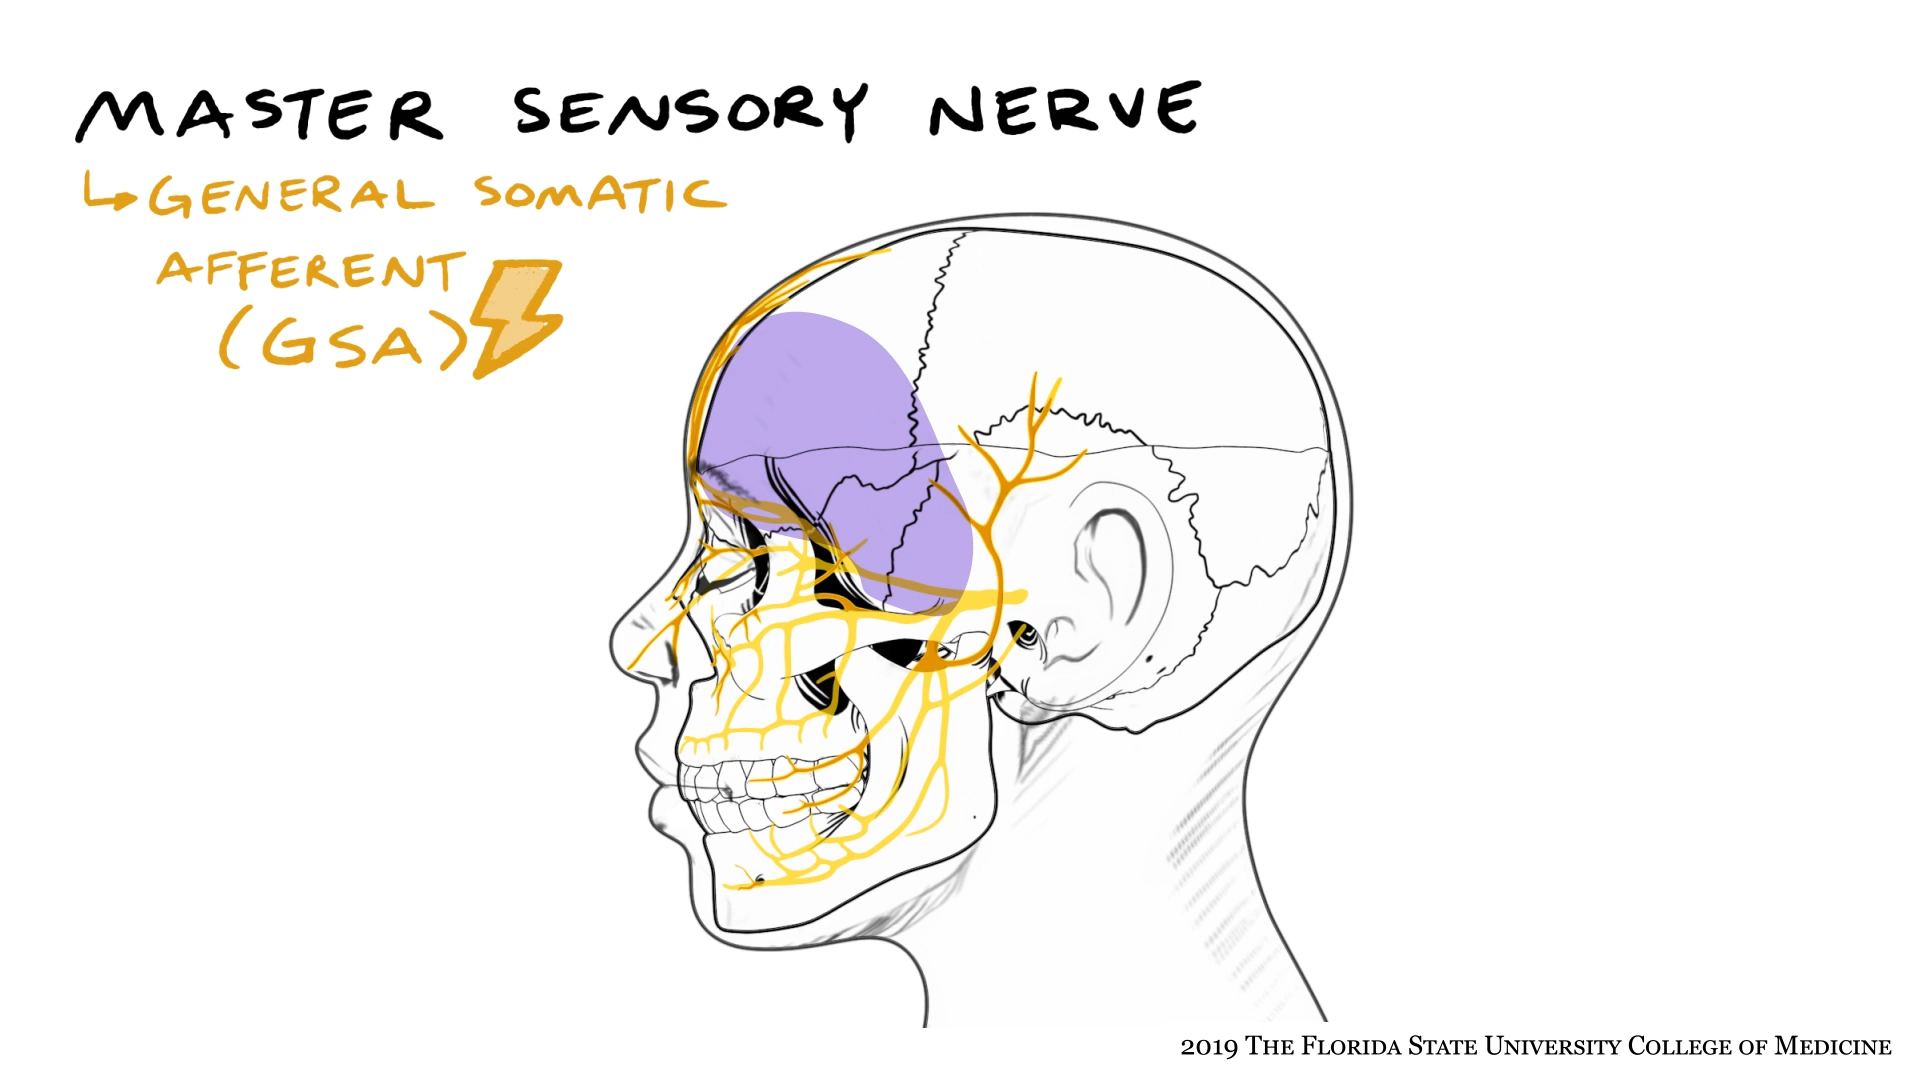 MASTER SENSORY NERVE
↳GENERAL SOMATIC
AFFERENT
(GSA)
2019 THE FLORIDA STATE UNIVERSITY COLLEGE OF MEDICINE